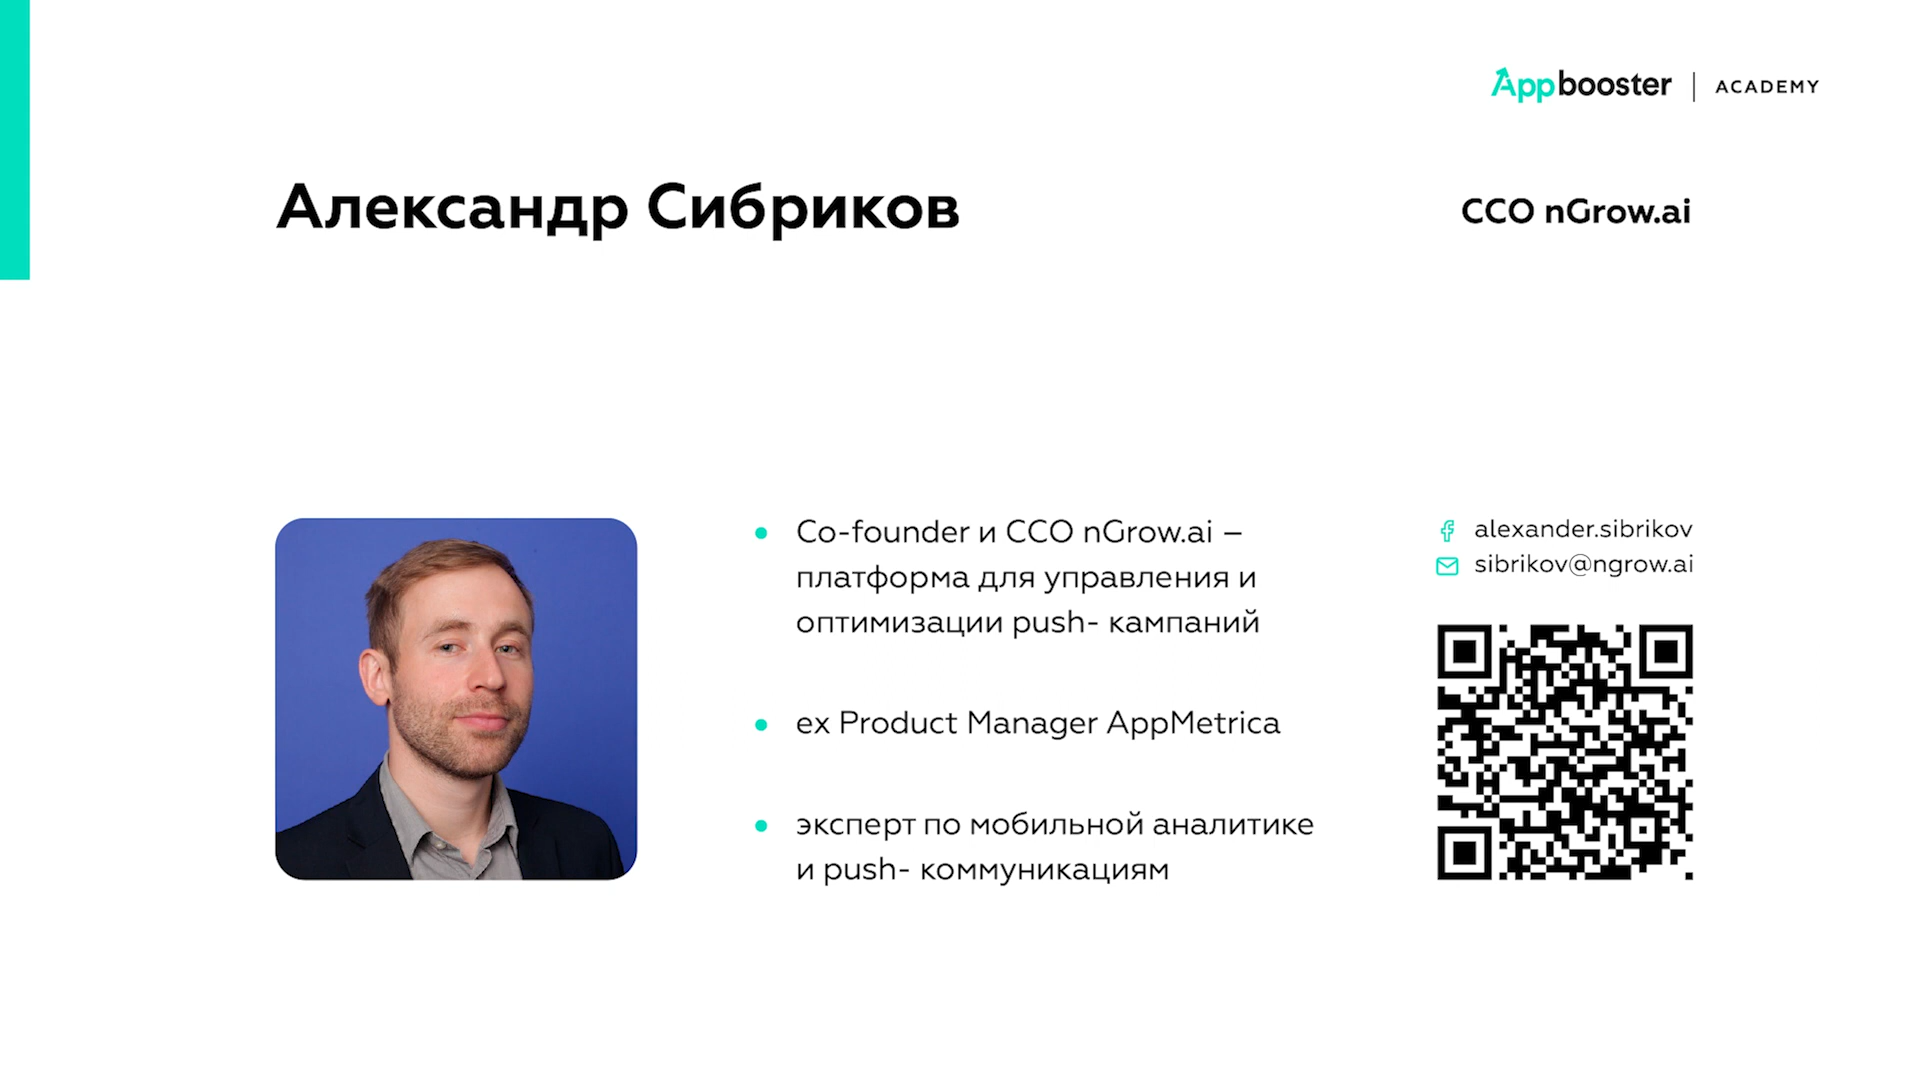 Appbooster | ACADEMY
Александр Сибриков
CCO nGrow.ai
Co-founder и CCO nGrow.ai –
платформа для управления и
оптимизации push- кампаний
ex Product Manager AppMetrica
эксперт по мобильной аналитике
и push- коммуникациям
alexander.sibrikov
sibrikov@ngrow.ai